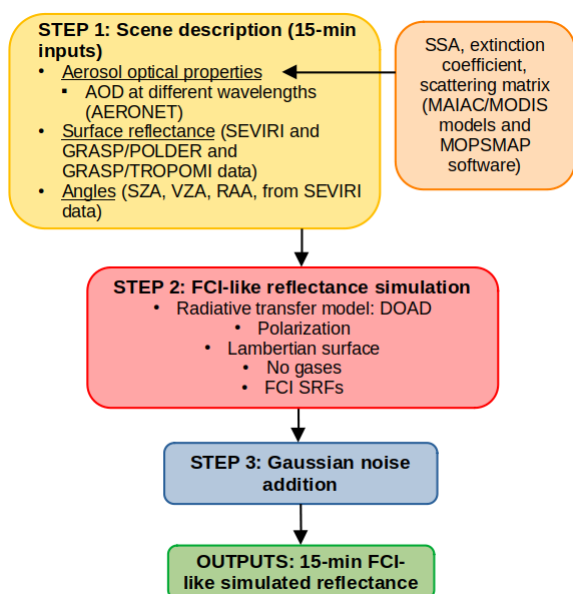 STEP 1: Scene description (15-min
inputs)
• Aerosol optical properties
▪ AOD at different wavelengths
(AERONET)
• Surface reflectance (SEVIRI and
GRASP/POLDER and
GRASP/TROPOMI data)
• Angles (SZA, VZA, RAA, from SEVIRI
data)
SSA, extinction
coefficient,
scattering matrix
(MAIAC/MODIS
models and
MOPSMAP
software)
STEP 2: FCI-like reflectance simulation
• Radiative transfer model: DOAD
• Polarization
• Lambertian surface
• No gases
• FCI SRFs
STEP 3: Gaussian noise
addition
OUTPUTS: 15-min FCI-
like simulated reflectance